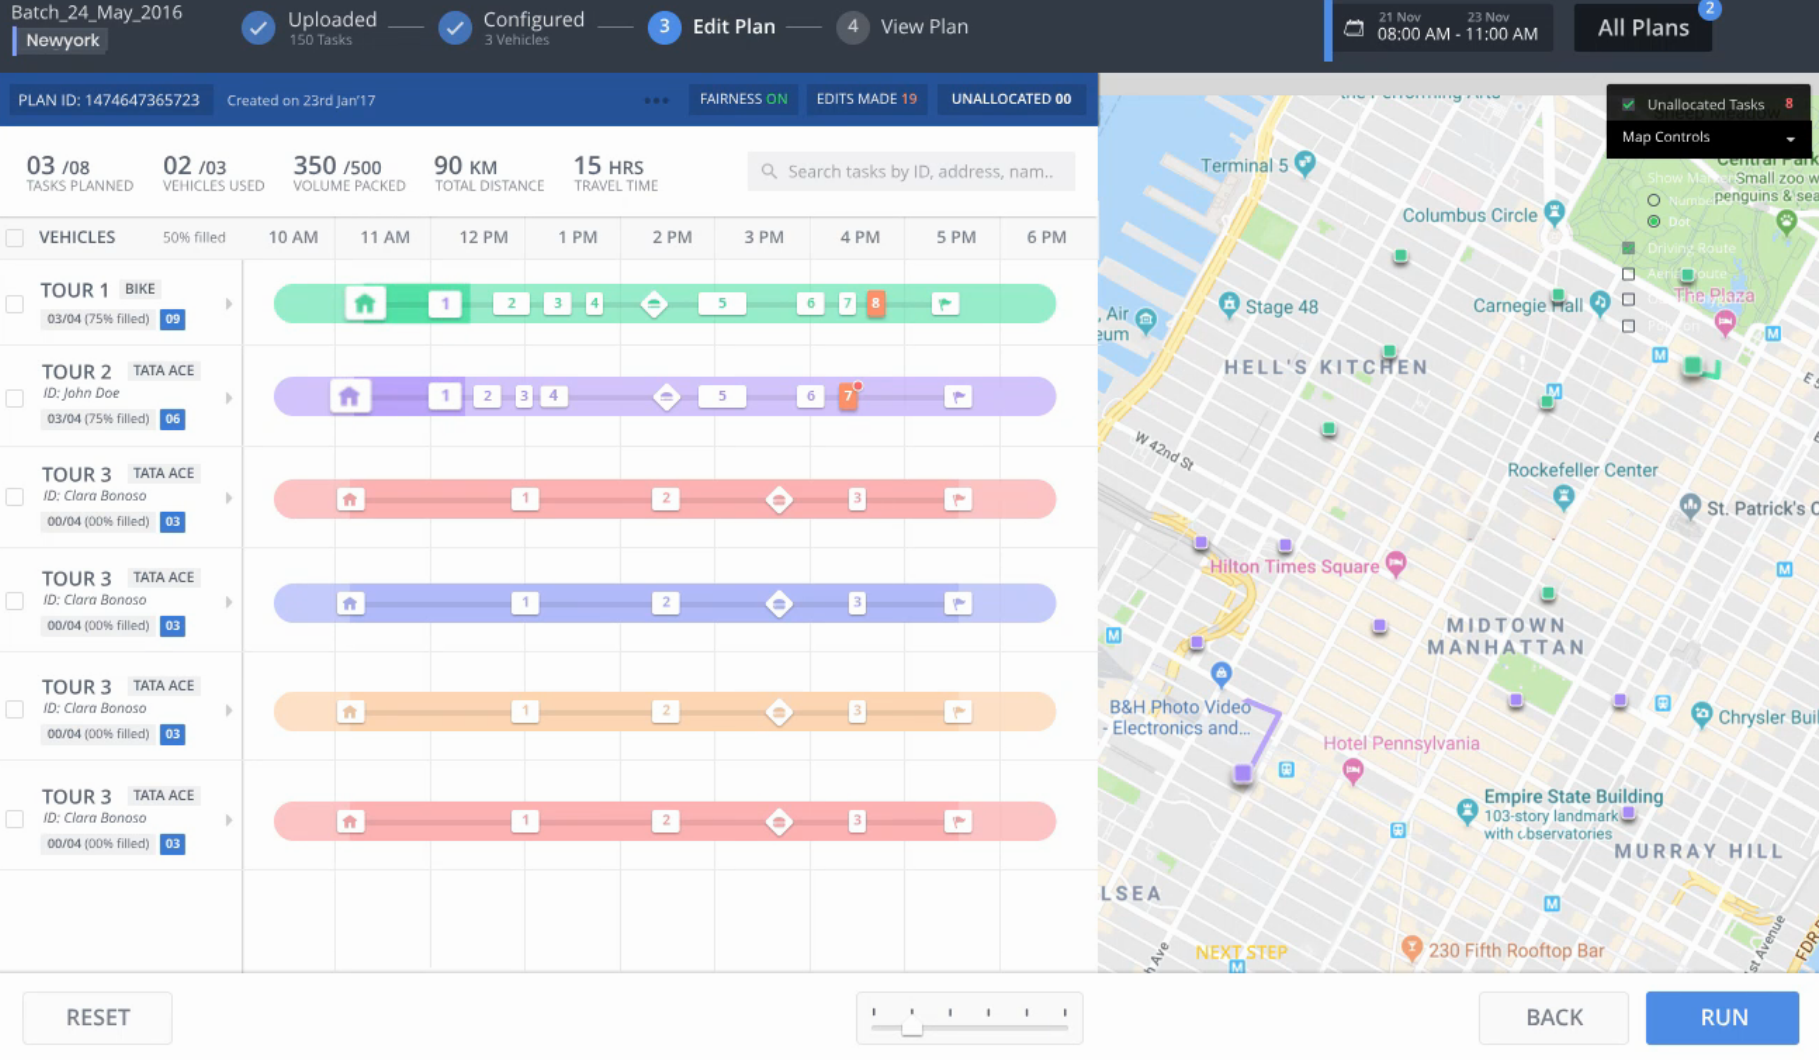 Batch_24_May_2016
Newyork
Uploaded
150 Tasks
Configured
3 Vehicles
3
Edit Plan
4
View Plan
21 Nov
23 Nov
08:00 AM - 11:00 AM
All Plans
2
PLAN ID: 1474647365723
Created on 23rd Jan'17
FAIRNESS ON
EDITS MADE 19
UNALLOCATED 00
03 /08
TASKS PLANNED
02 /03
VEHICLES USED
350 /500
VOLUME PACKED
90 KM
TOTAL DISTANCE
15 HRS
TRAVEL TIME
Search tasks by ID, address, nam..
VEHICLES
50% filled
10 AM
11 AM
12 PM
1 PM
2 PM
3 PM
4 PM
5 PM
6 PM
TOUR 1 BIKE
03/04 (75% filled) 09
1 2 3 4 5 6 7 8
TOUR 2 TATA ACE
ID: John Doe
03/04 (75% filled) 06
1 2 3 4 5 6 7
TOUR 3 TATA ACE
ID: Clara Bonoso
00/04 (00% filled) 03
1 2 3
TOUR 3 TATA ACE
ID: Clara Bonoso
00/04 (00% filled) 03
1 2 3
TOUR 3 TATA ACE
ID: Clara Bonoso
00/04 (00% filled) 03
1 2 3
TOUR 3 TATA ACE
ID: Clara Bonoso
00/04 (00% filled) 03
1 2 3
the Performing Arts
Unallocated Tasks 8
Map Controls
Central Park
Small zoo w
penguins & sea
Dot
Driving Route
Terminal 5
Columbus Circle
Stage 48
Carnegie Hall
The Plaza
, Air
eum
HELL'S KITCHEN
M
M
M
W 42nd St
Rockefeller Center
St. Patrick's C
Hilton Times Square
M
M
MIDTOWN
MANHATTAN
B&H Photo Video
- Electronics and...
Chrysler Buil
Hotel Pennsylvania
Empire State Building
103-story landmark
with observatories
MURRAY HILL
LSEA
M
NEXT STEP
M
230 Fifth Rooftop Bar
h Ave
st Avenue
FDR
RESET
BACK
RUN